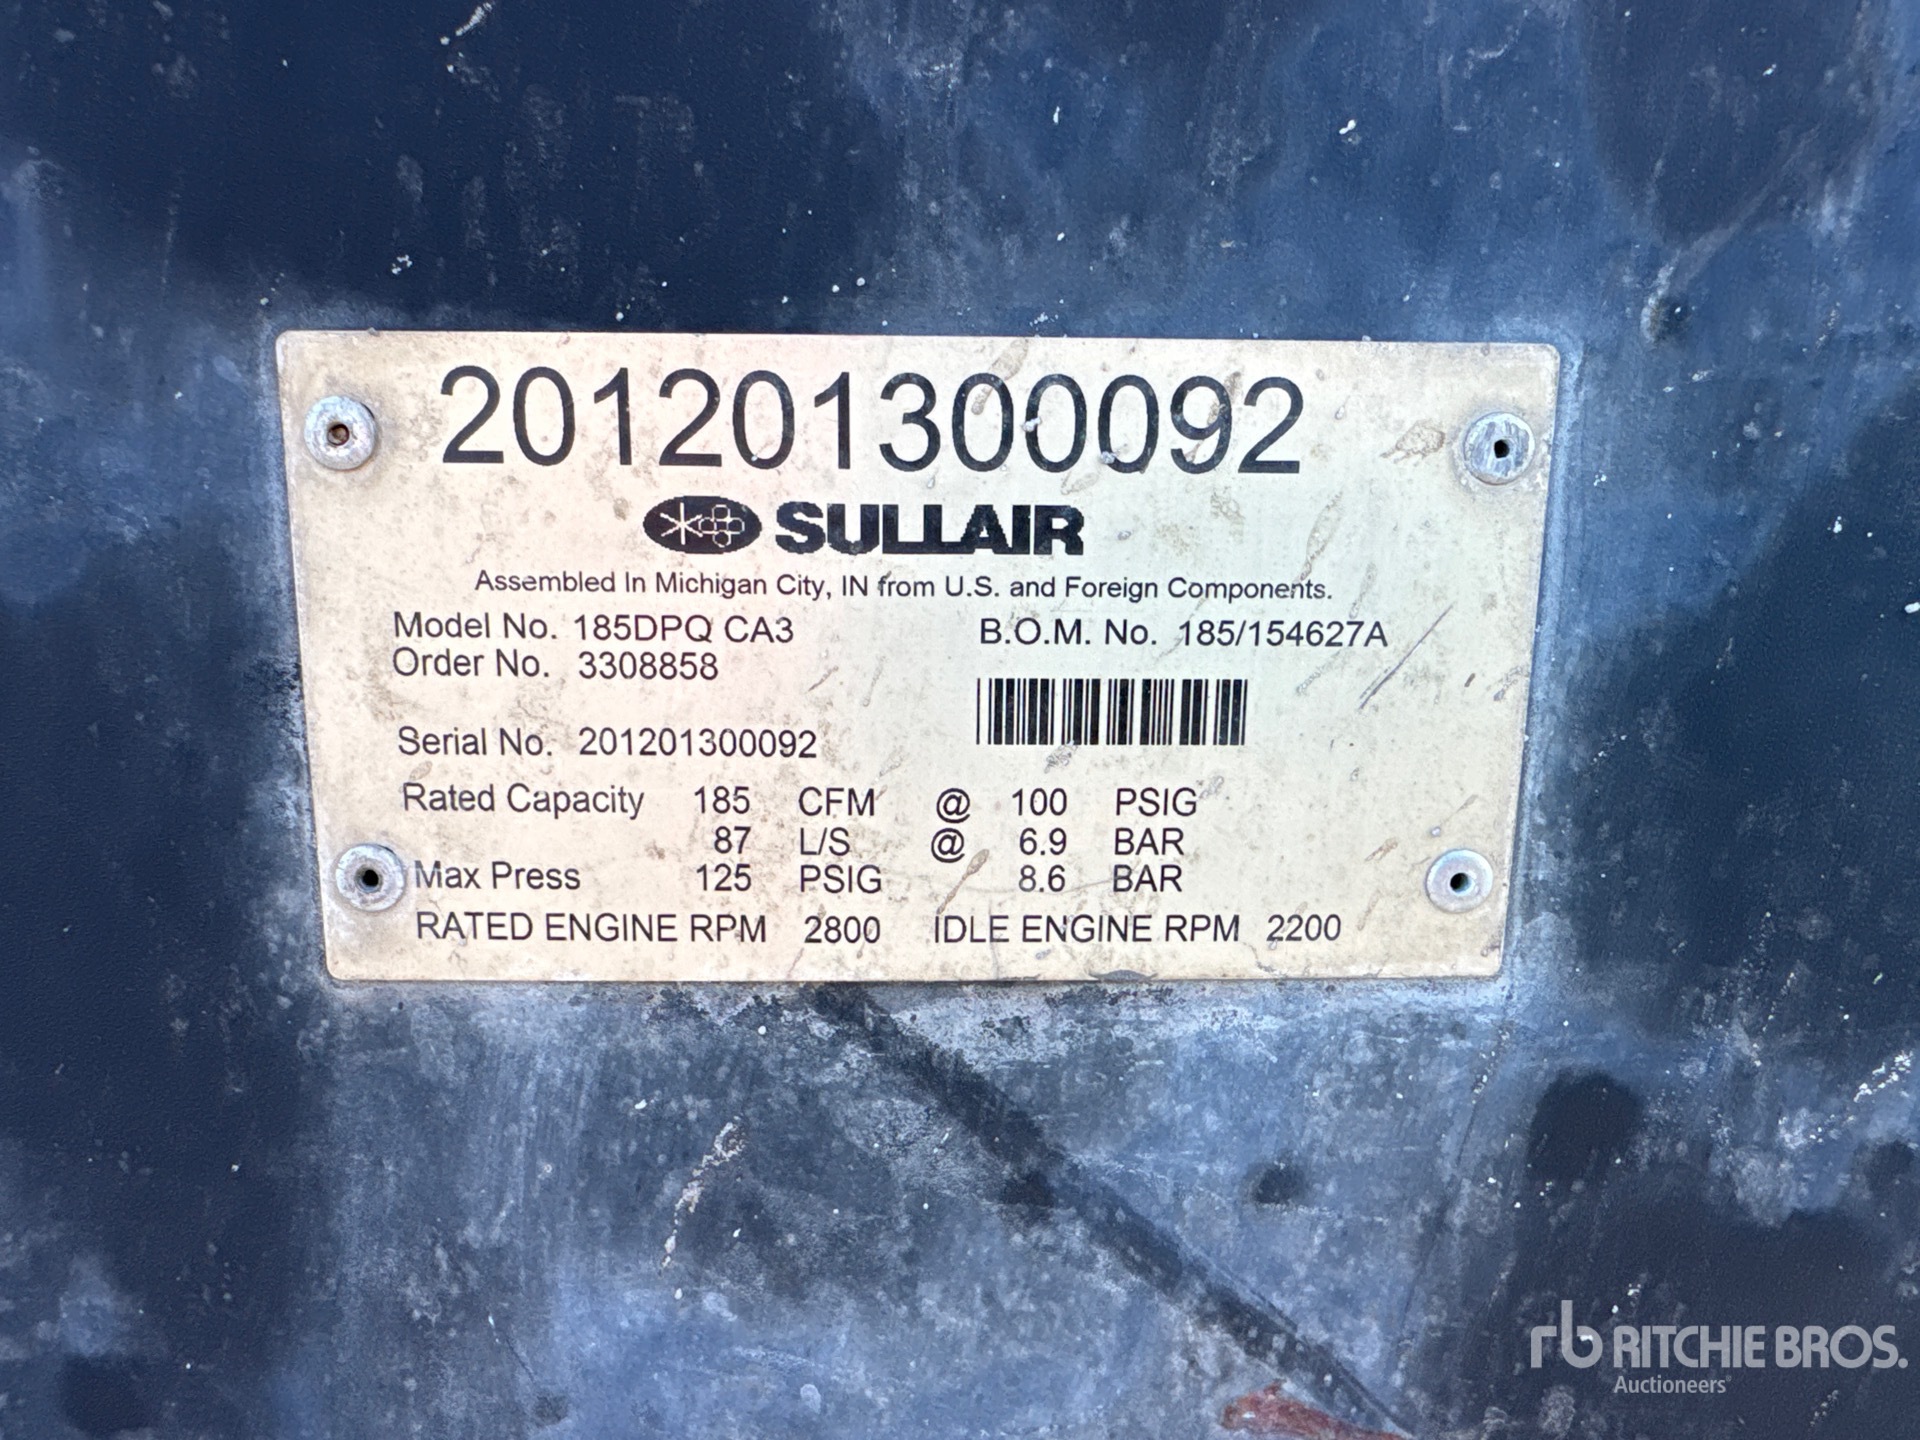 201201300092
SULLAIR
Assembled In Michigan City, IN from U.S. and Foreign Components.
Model No. 185DPQ CA3 B.O.M. No. 185/154627A
Order No. 3308858
Serial No. 201201300092
Rated Capacity 185 CFM @ 100 PSIG
87 L/S @ 6.9 BAR
Max Press 125 PSIG 8.6 BAR
RATED ENGINE RPM 2800 IDLE ENGINE RPM 2200
rb RITCHIE BROS.
Auctioneers